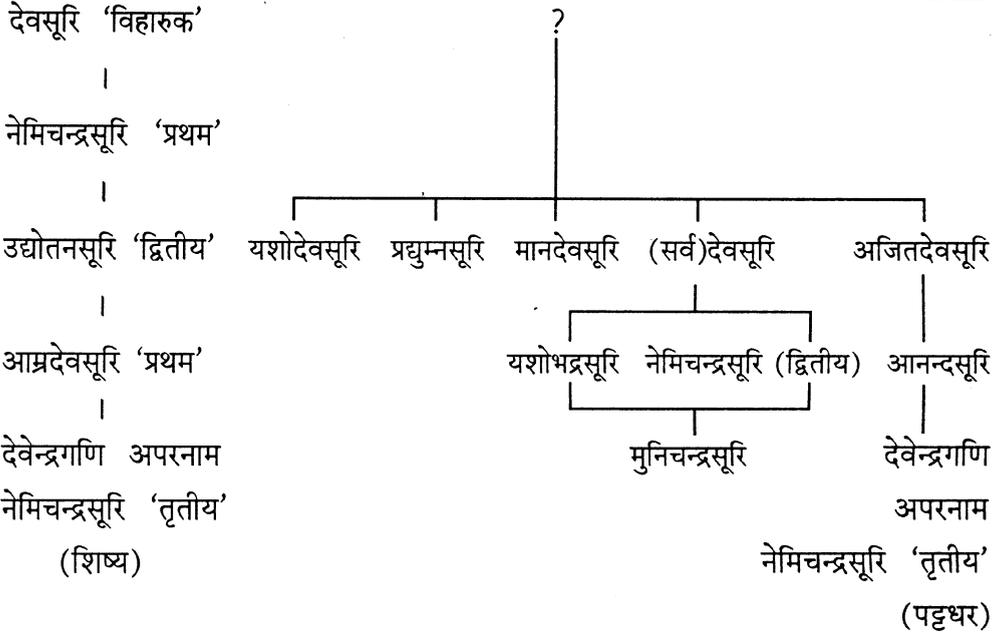 देवसूरि ‘विहारुक’ ?
नेमिचन्द्रसूरि ‘प्रथम’
उद्योतनसूरि ‘द्वितीय’ यशोदेवसूरि प्रद्युम्नसूरि मानदेवसूरि (सर्व)देवसूरि अजितदेवसूरि
आम्रदेवसूरि ‘प्रथम’ यशोभद्रसूरि नेमिचन्द्रसूरि (द्वितीय) आनन्दसूरि
देवेन्द्रगणि अपरनाम मुनिचन्द्रसूरि देवेन्द्रगणि
नेमिचन्द्रसूरि ‘तृतीय’ अपरनाम
(शिष्य) नेमिचन्द्रसूरि ‘तृतीय’
(पट्टधर)